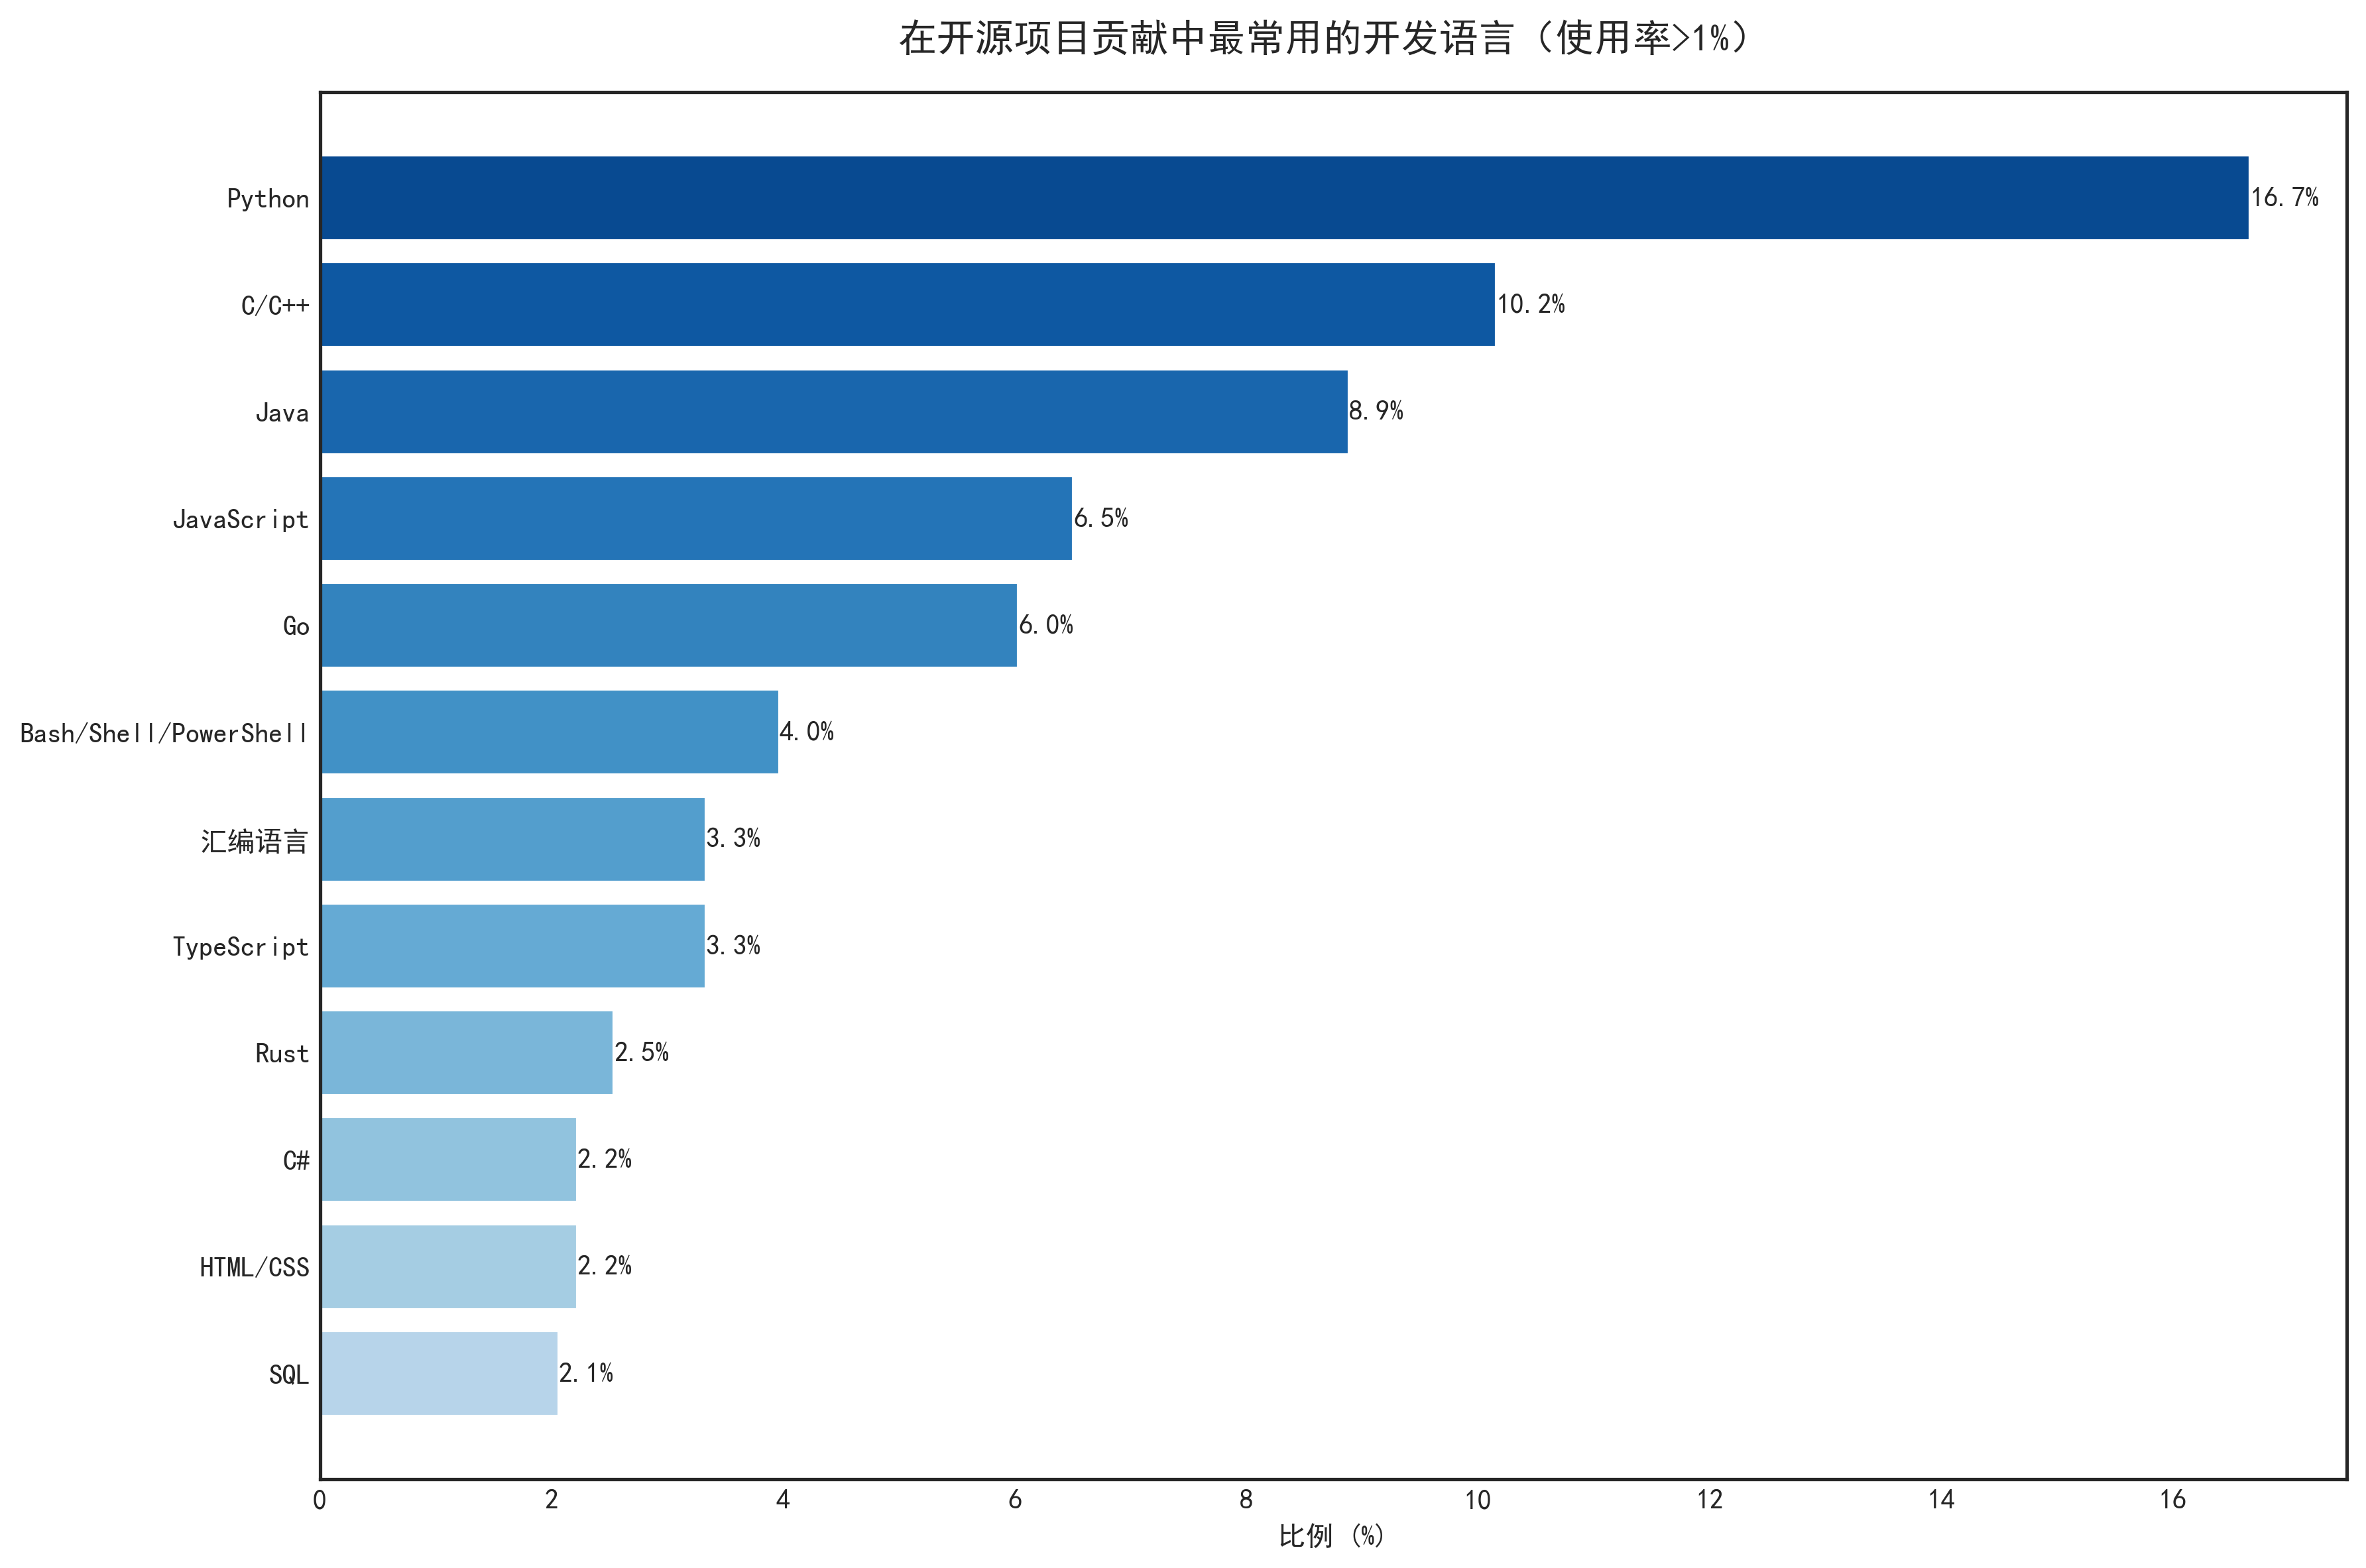 在开源项目贡献中最常用的开发语言（使用率>1%）
Python 16.7%
C/C++ 10.2%
Java 8.9%
JavaScript 6.5%
Go 6.0%
Bash/Shell/PowerShell 4.0%
汇编语言 3.3%
TypeScript 3.3%
Rust 2.5%
C# 2.2%
HTML/CSS 2.2%
SQL 2.1%
0 2 4 6 8 10 12 14 16
比例 (%)